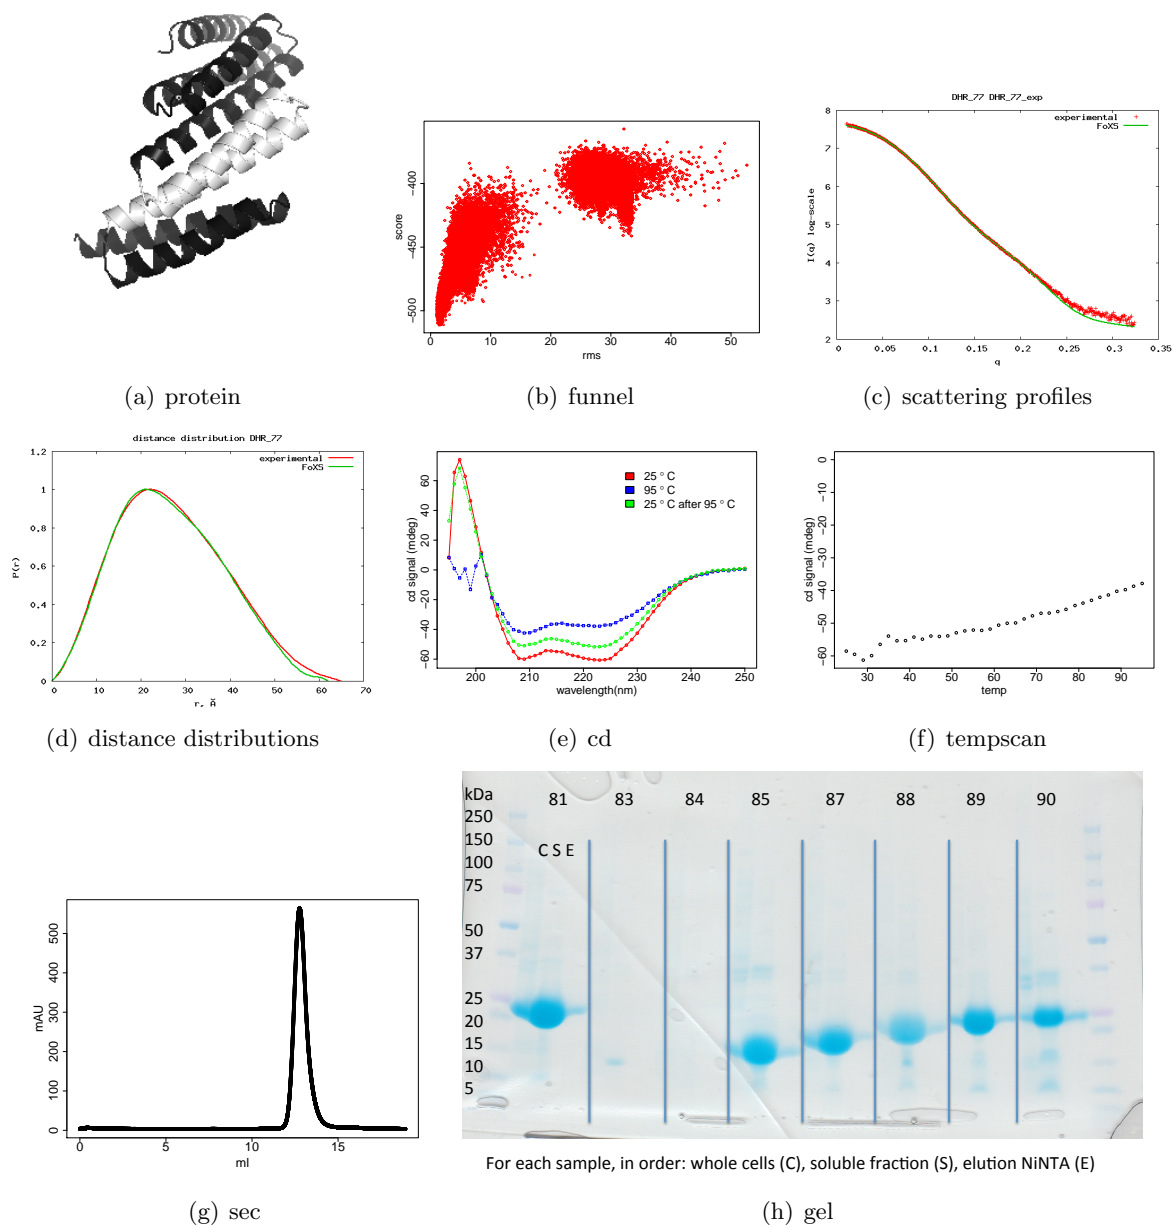 (a) protein
−400
−450
−500
score
0 10 20 30 40 50
rms
(b) funnel
DHR_77 DHR_77_exp
experimental
FoXS
8
7
6
5
4
3
2
I(q) log-scale
0 0.05 0.1 0.15 0.2 0.25 0.3 0.35
q
(c) scattering profiles
distance distribution DHR_77
experimental
FoXS
1.2
1
0.8
0.6
0.4
0.2
0
P(r)
0 10 20 30 40 50 60 70
r, Å
(d) distance distributions
25 ° C
95 ° C
25 ° C after 95 ° C
60
40
20
0
−20
−40
−60
cd signal (mdeg)
200 210 220 230 240 250
wavelength(nm)
(e) cd
0
−10
−20
−30
−40
−50
−60
cd signal (mdeg)
30 40 50 60 70 80 90
temp
(f) tempscan
500
400
300
200
100
0
mAU
0 5 10 15
ml
(g) sec
kDa 81 83 84 85 87 88 89 90
250
150
C S E
100
75
50
37
25
20
15
10
5
For each sample, in order: whole cells (C), soluble fraction (S), elution NiNTA (E)
(h) gel